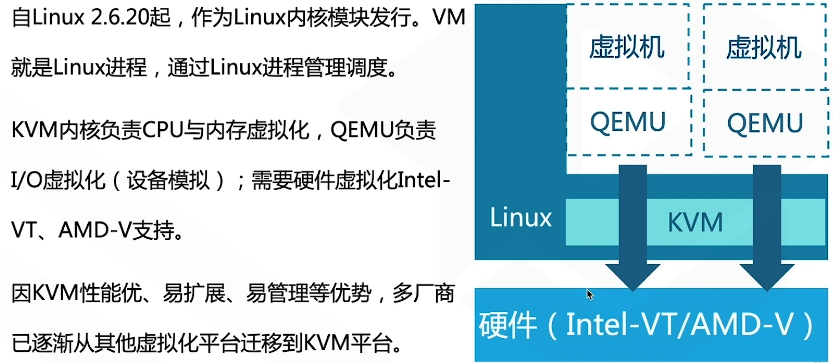 自Linux 2.6.20起，作为Linux内核模块发行。VM
就是Linux进程，通过Linux进程管理调度。
KVM内核负责CPU与内存虚拟化，QEMU负责
I/O虚拟化（设备模拟）；需要硬件虚拟化Intel-
VT、AMD-V支持。
因KVM性能优、易扩展、易管理等优势，多厂商
已逐渐从其他虚拟化平台迁移到KVM平台。
虚拟机
虚拟机
QEMU
QEMU
Linux
KVM
硬件（Intel-VT/AMD-V）